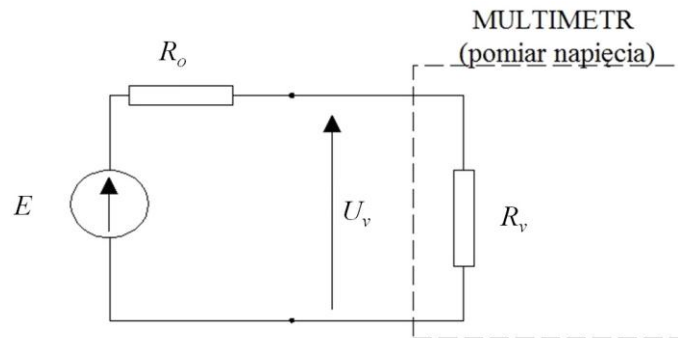 MULTIMETR
(pomiar napięcia)
R_o
E
U_v
R_v